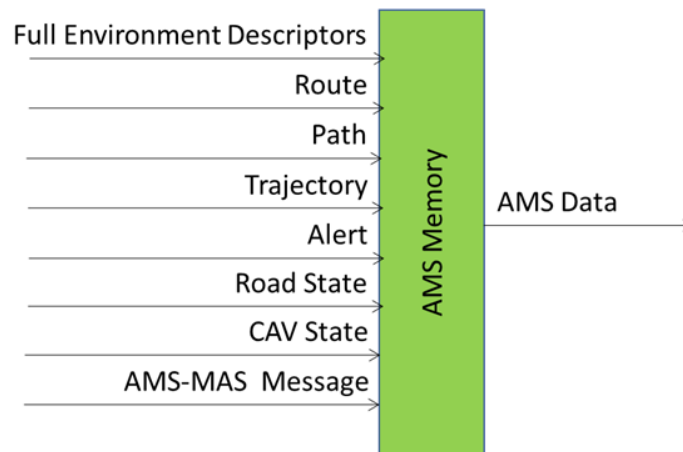 Full Environment Descriptors
Route
Path
Trajectory
Alert
Road State
CAV State
AMS-MAS Message
AMS Memory
AMS Data